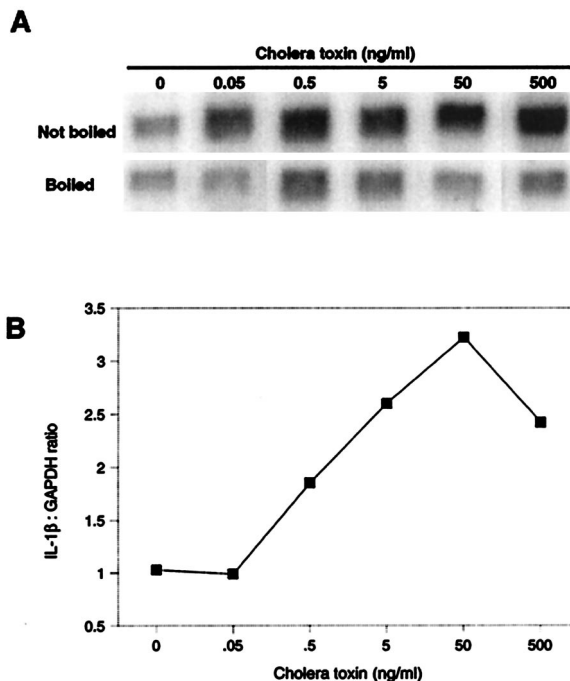 A
Cholera toxin (ng/ml)
0 0.05 0.5 5 50 500
Not boiled
Boiled
B
3.5
3
2.5
2
1.5
1
0.5
IL-1β : GAPDH ratio
0 .05 .5 5 50 500
Cholera toxin (ng/ml)